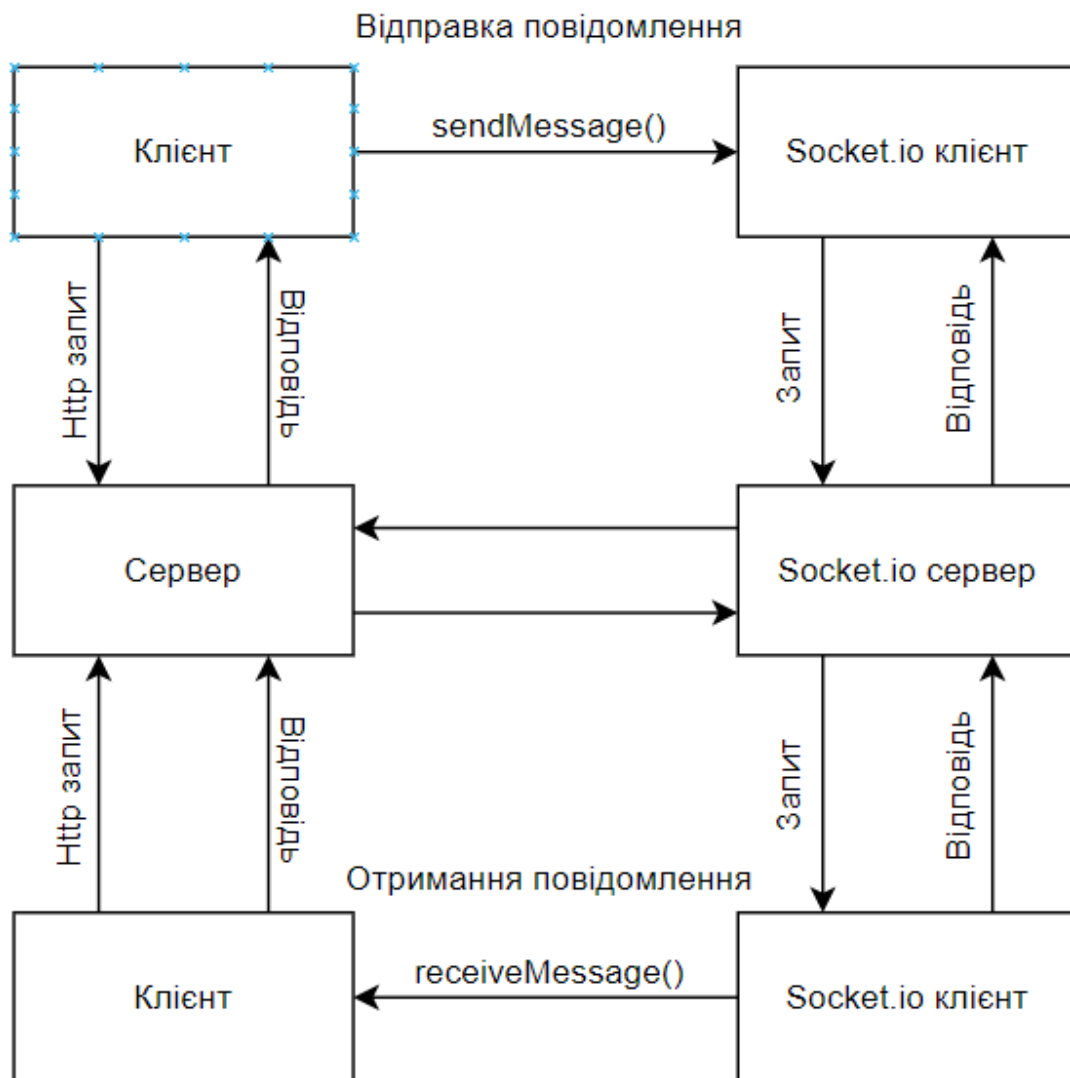 Відправка повідомлення
Клієнт
sendMessage()
Socket.io клієнт
Http запит
Відповідь
Запит
Відповідь
Сервер
Socket.io сервер
Http запит
Відповідь
Запит
Відповідь
Отримання повідомлення
Клієнт
receiveMessage()
Socket.io клієнт